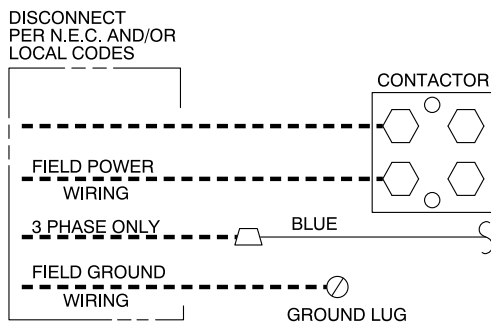 DISCONNECT
PER N.E.C. AND/OR
LOCAL CODES
CONTACTOR
FIELD POWER
WIRING
3 PHASE ONLY
BLUE
FIELD GROUND
WIRING
GROUND LUG